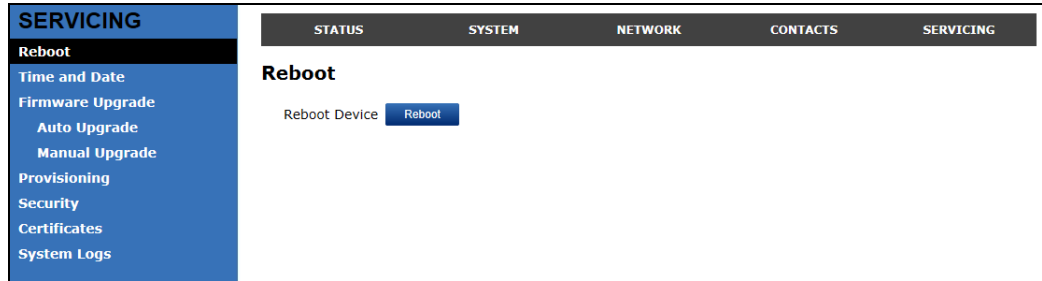 SERVICING
Reboot
Time and Date
Firmware Upgrade
Auto Upgrade
Manual Upgrade
Provisioning
Security
Certificates
System Logs
STATUS SYSTEM NETWORK CONTACTS SERVICING
Reboot
Reboot Device Reboot